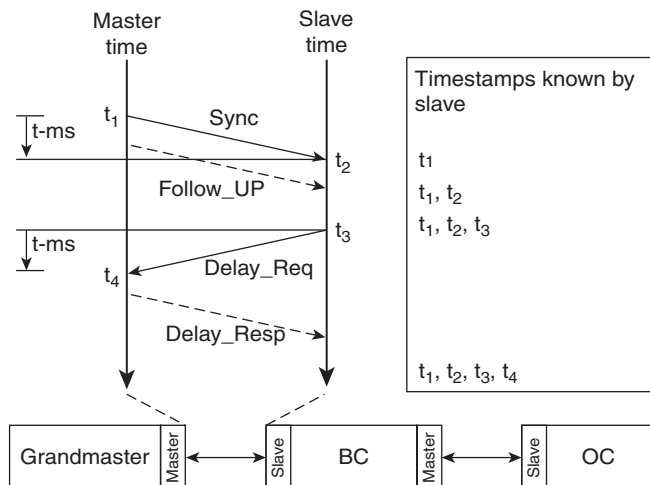 Master time
Slave time
Timestamps known by
slave
t1
Sync
t-ms
t2
t1
Follow_UP
t1, t2
t3
t1, t2, t3
t-ms
t4
Delay_Req
Delay_Resp
t1, t2, t3, t4
Grandmaster
Master
Slave
BC
Master
Slave
OC